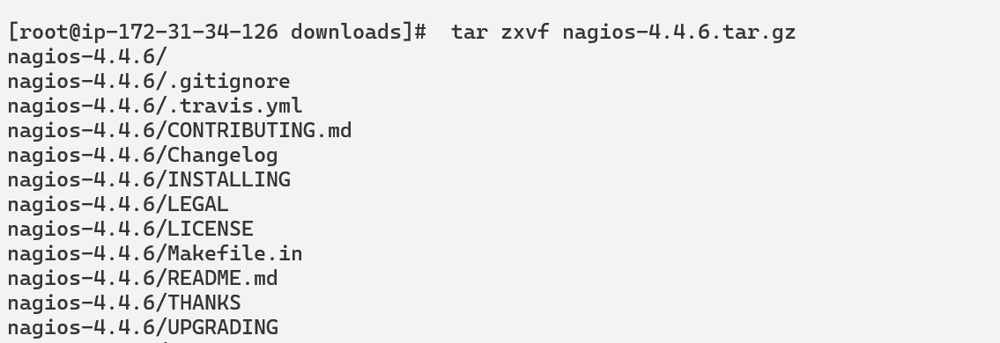 [root@ip-172-31-34-126 downloads]#  tar zxvf nagios-4.4.6.tar.gz
nagios-4.4.6/
nagios-4.4.6/.gitignore
nagios-4.4.6/.travis.yml
nagios-4.4.6/CONTRIBUTING.md
nagios-4.4.6/Changelog
nagios-4.4.6/INSTALLING
nagios-4.4.6/LEGAL
nagios-4.4.6/LICENSE
nagios-4.4.6/Makefile.in
nagios-4.4.6/README.md
nagios-4.4.6/THANKS
nagios-4.4.6/UPGRADING